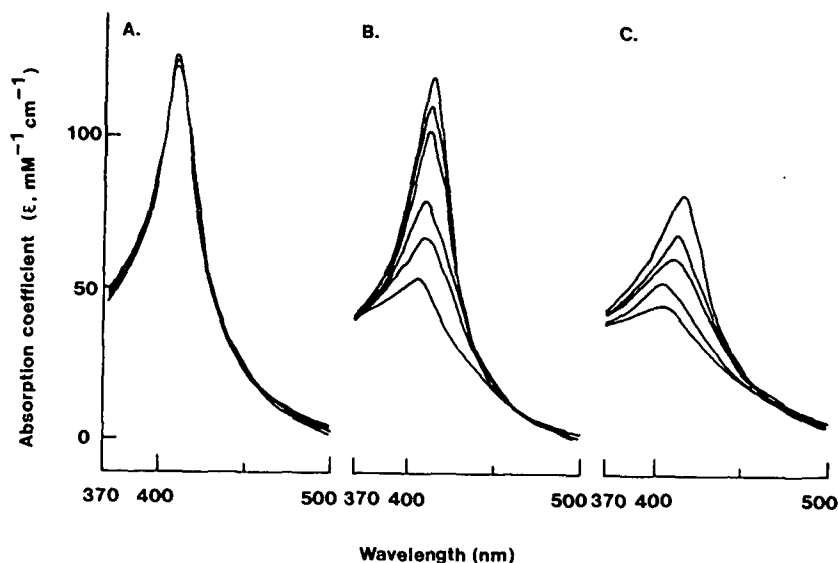 A.
B.
C.
Absorption coefficient (ε, mM⁻¹ cm⁻¹)
100
50
0
370 400 500
370 400 500
370 400 500
Wavelength (nm)